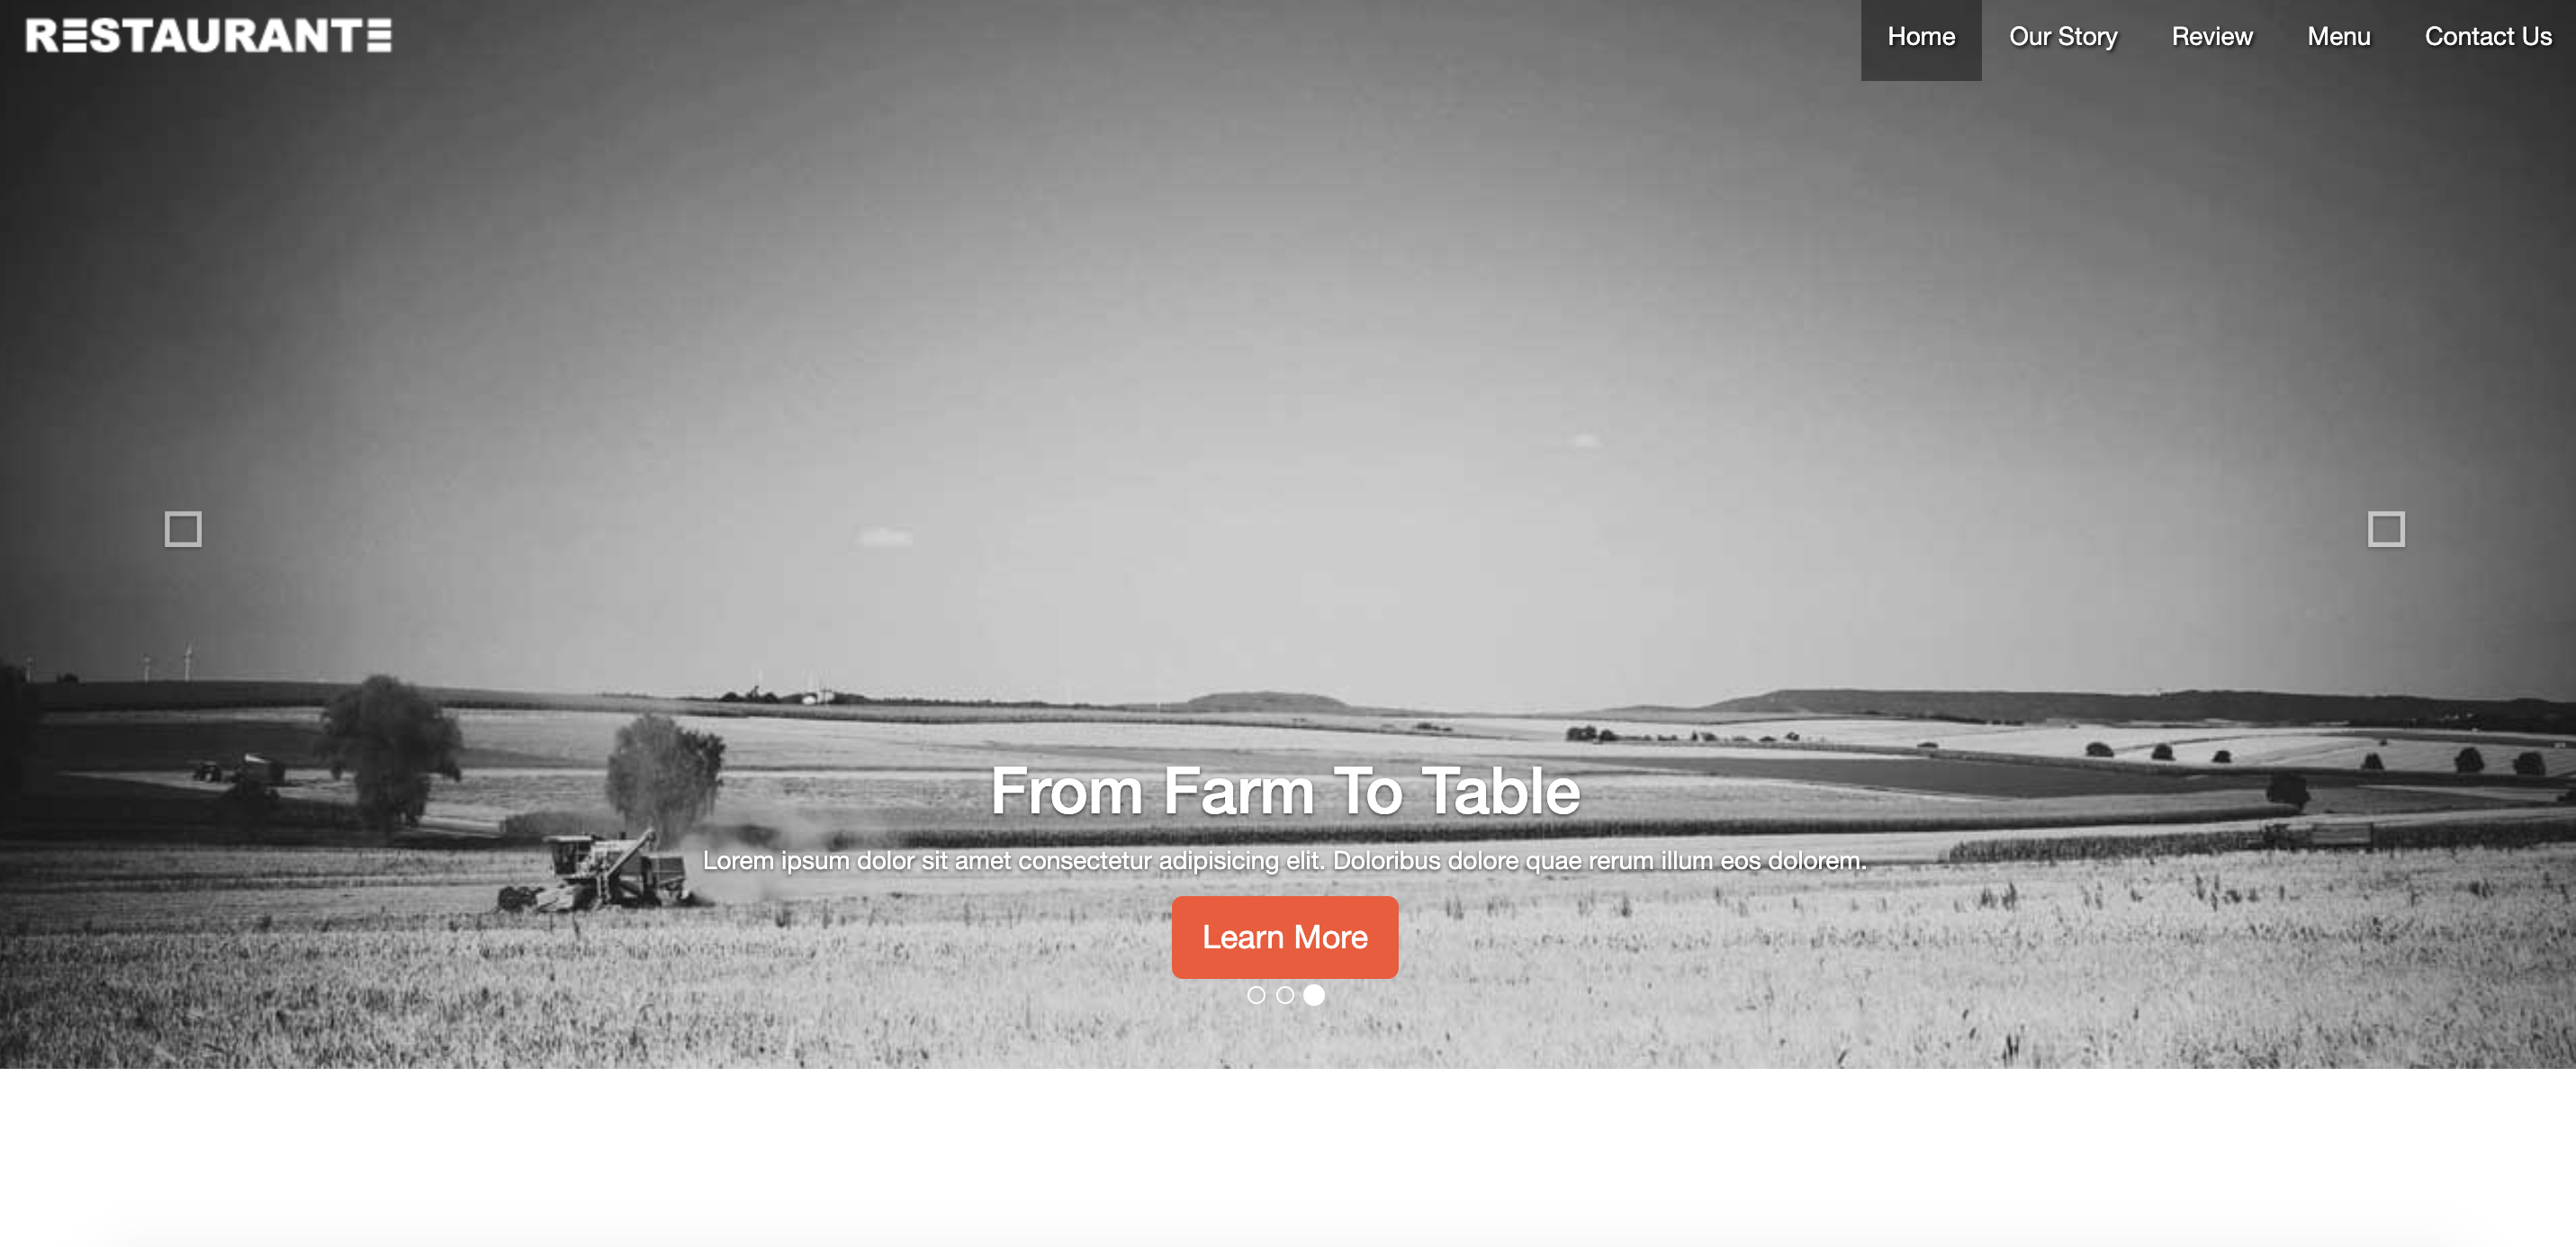 RESTAURANTE
Home Our Story Review Menu Contact Us
From Farm To Table
Lorem ipsum dolor sit amet consectetur adipisicing elit. Doloribus dolore quae rerum illum eos dolorem.
Learn More